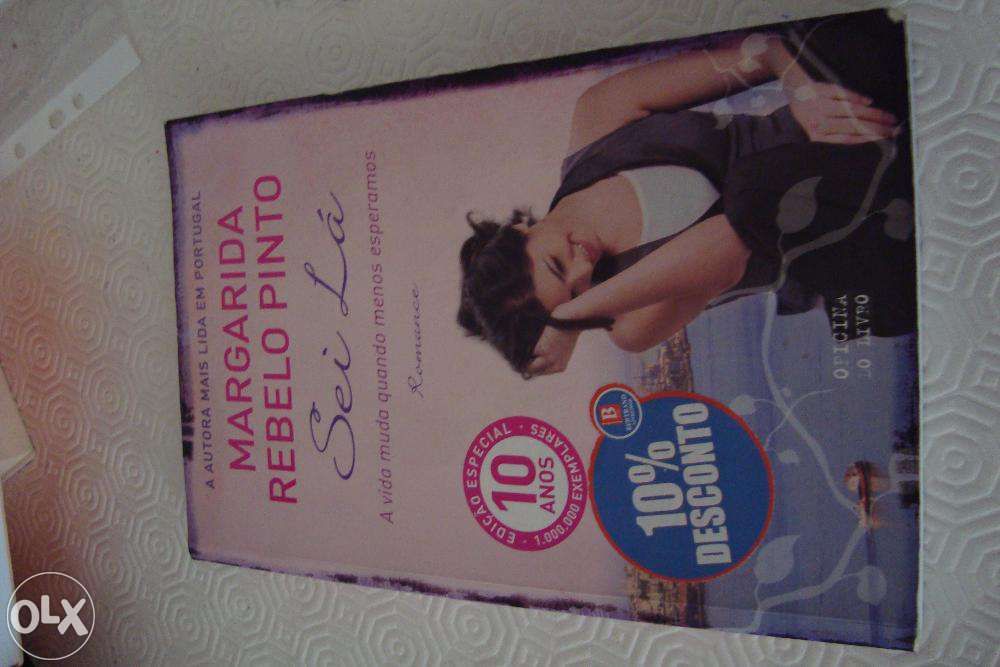 A AUTORA MAIS LIDA EM PORTUGAL
MARGARIDA
REBELO PINTO
Sei Lá
A vida muda quando menos esperamos
Romance
EDIÇÃO ESPECIAL
10
ANOS
1.000.000 EXEMPLARES
B
BERTRAND
10%
DESCONTO
OFICINA
DO LIVRO
OLX